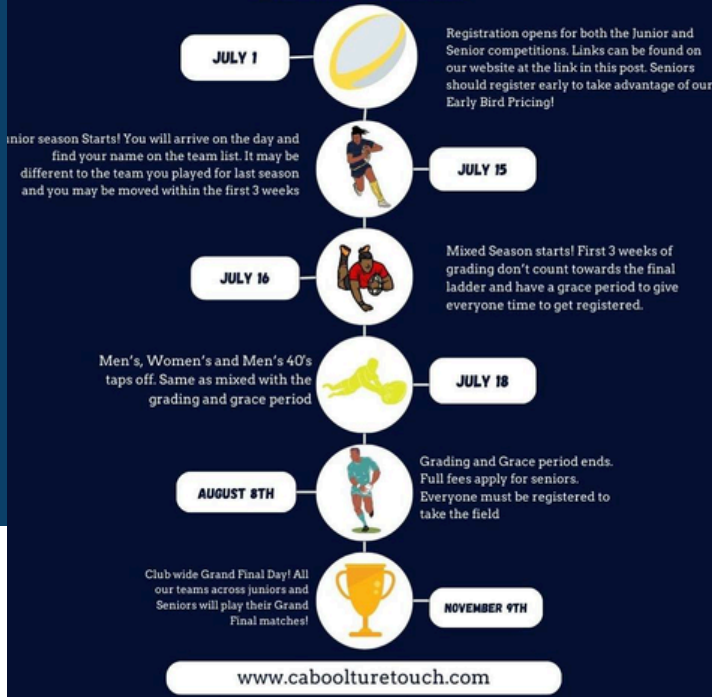 JULY 1
Registration opens for both the Junior and
Senior competitions. Links can be found on
our website at the link in this post. Seniors
should register early to take advantage of our
Early Bird Pricing!
unior season Starts! You will arrive on the day and
find your name on the team list. It may be
different to the team you played for last season
and you may be moved within the first 3 weeks
JULY 15
JULY 16
Mixed Season starts! First 3 weeks of
grading don't count towards the final
ladder and have a grace period to give
everyone time to get registered.
Men's, Women's and Men's 40's
taps off. Same as mixed with the
grading and grace period
JULY 18
AUGUST 8TH
Grading and Grace period ends.
Full fees apply for seniors.
Everyone must be registered to
take the field
Club wide Grand Final Day! All
our teams across juniors and
Seniors will play their Grand
Final matches!
NOVEMBER 9TH
www.caboolturetouch.com